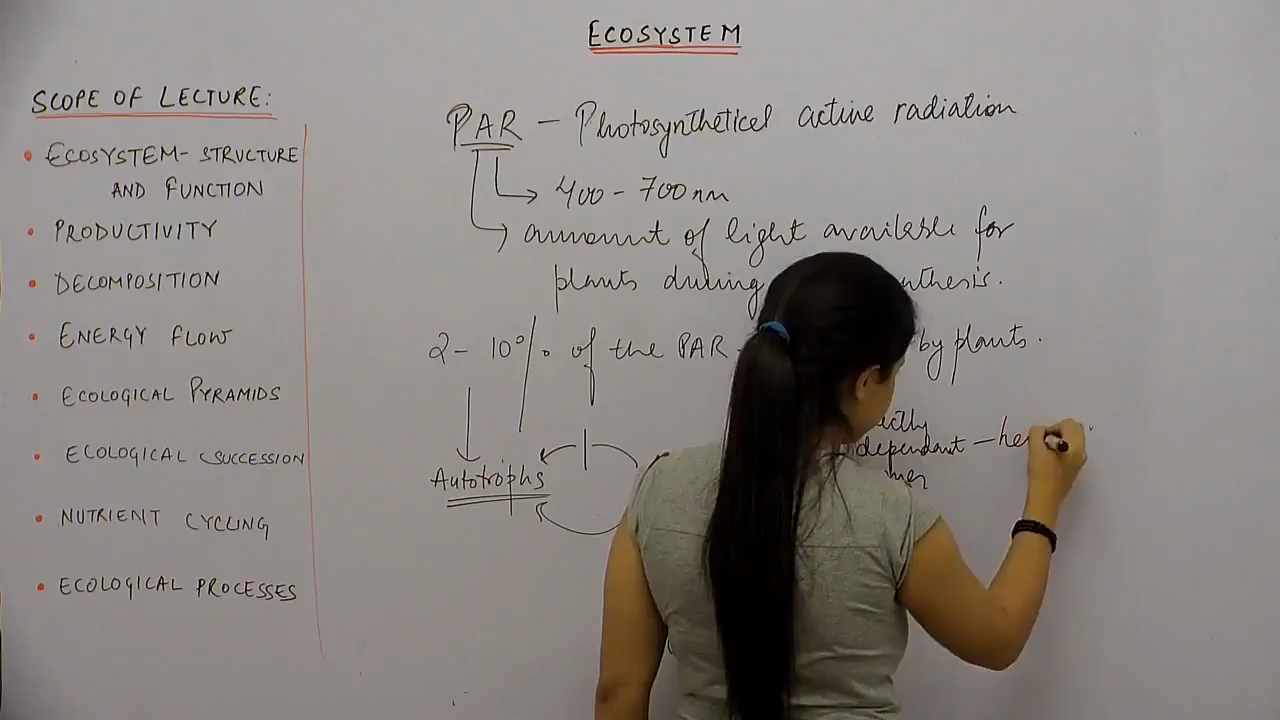 ECOSYSTEM
SCOPE OF LECTURE:
• ECOSYSTEM- STRUCTURE
AND FUNCTION
• PRODUCTIVITY
• DECOMPOSITION
• ENERGY FLOW
• ECOLOGICAL PYRAMIDS
• ECOLOGICAL SUCCESSION
• NUTRIENT CYCLING
• ECOLOGICAL PROCESSES
PAR - Photosynthetical active radiation
400 - 700nm
amount of light available for
plants during
2 - 10% of the PAR - by plants.
Autotrophs
dependant -